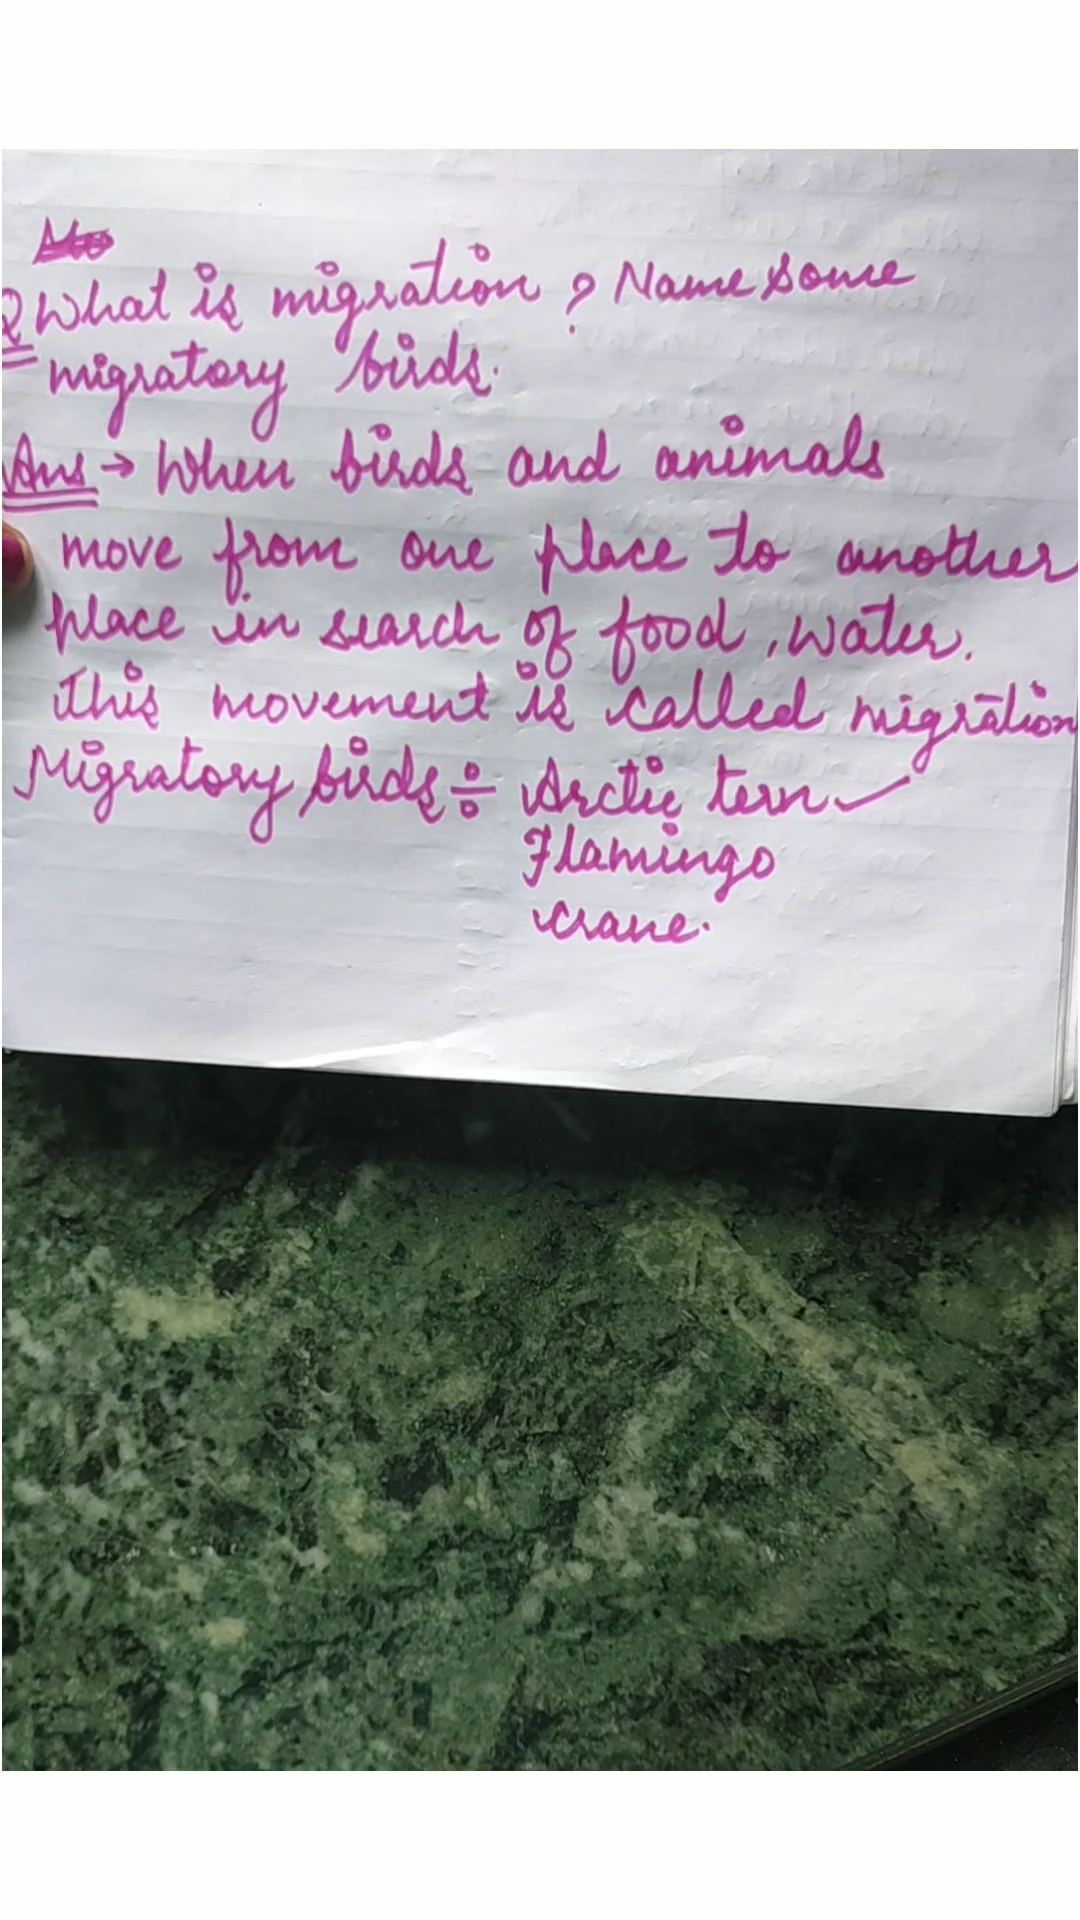 Q What is migration ? Name some
migratory birds.
Ans → When birds and animals
move from one place to another
place in search of food, water.
This movement is called migration
Migratory birds ÷ Arctic tern ✓
Flamingo
crane.